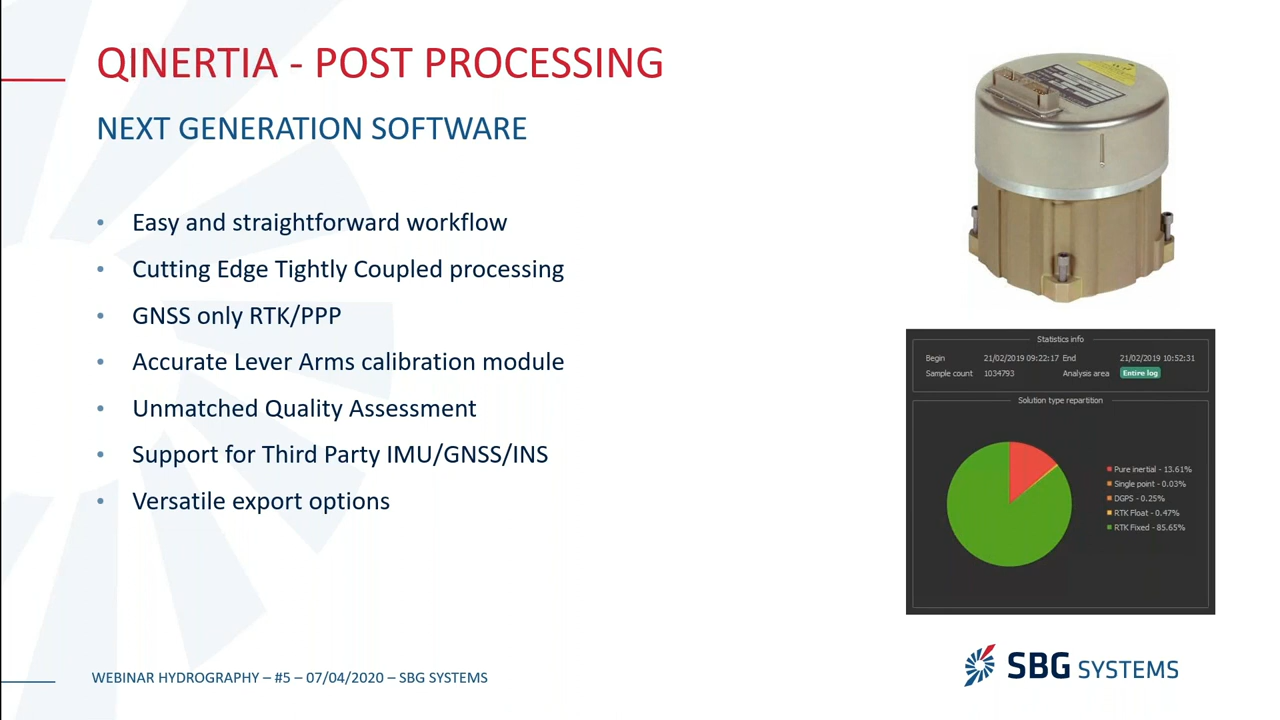 QINERTIA - POST PROCESSING
NEXT GENERATION SOFTWARE
• Easy and straightforward workflow
• Cutting Edge Tightly Coupled processing
• GNSS only RTK/PPP
• Accurate Lever Arms calibration module
• Unmatched Quality Assessment
• Support for Third Party IMU/GNSS/INS
• Versatile export options
Statistics info
Begin 21/02/2019 09:22:17 End 21/02/2019 10:52:31
Sample count 1034793 Analysis area Entire log
Solution type repartition
Pure inertial - 13.61%
Single point - 0.03%
DGPS - 0.25%
RTK Float - 0.47%
RTK Fixed - 85.65%
WEBINAR HYDROGRAPHY – #5 – 07/04/2020 – SBG SYSTEMS
SBG SYSTEMS